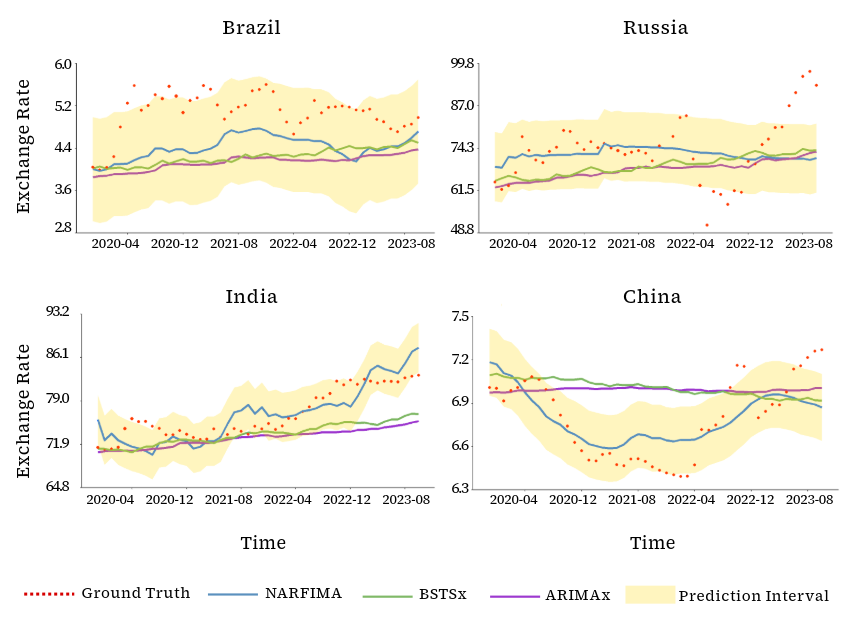 Brazil
Russia
Exchange Rate
6.0
5.2
4.4
3.6
2.8
2020-04 2020-12 2021-08 2022-04 2022-12 2023-08
99.8
87.0
74.3
61.5
48.8
2020-04 2020-12 2021-08 2022-04 2022-12 2023-08
India
China
Exchange Rate
93.2
86.1
79.0
71.9
64.8
2020-04 2020-12 2021-08 2022-04 2022-12 2023-08
7.5
7.2
6.9
6.6
6.3
2020-04 2020-12 2021-08 2022-04 2022-12 2023-08
Time
Time
Ground Truth NARFIMA BSTSx ARIMAx Prediction Interval